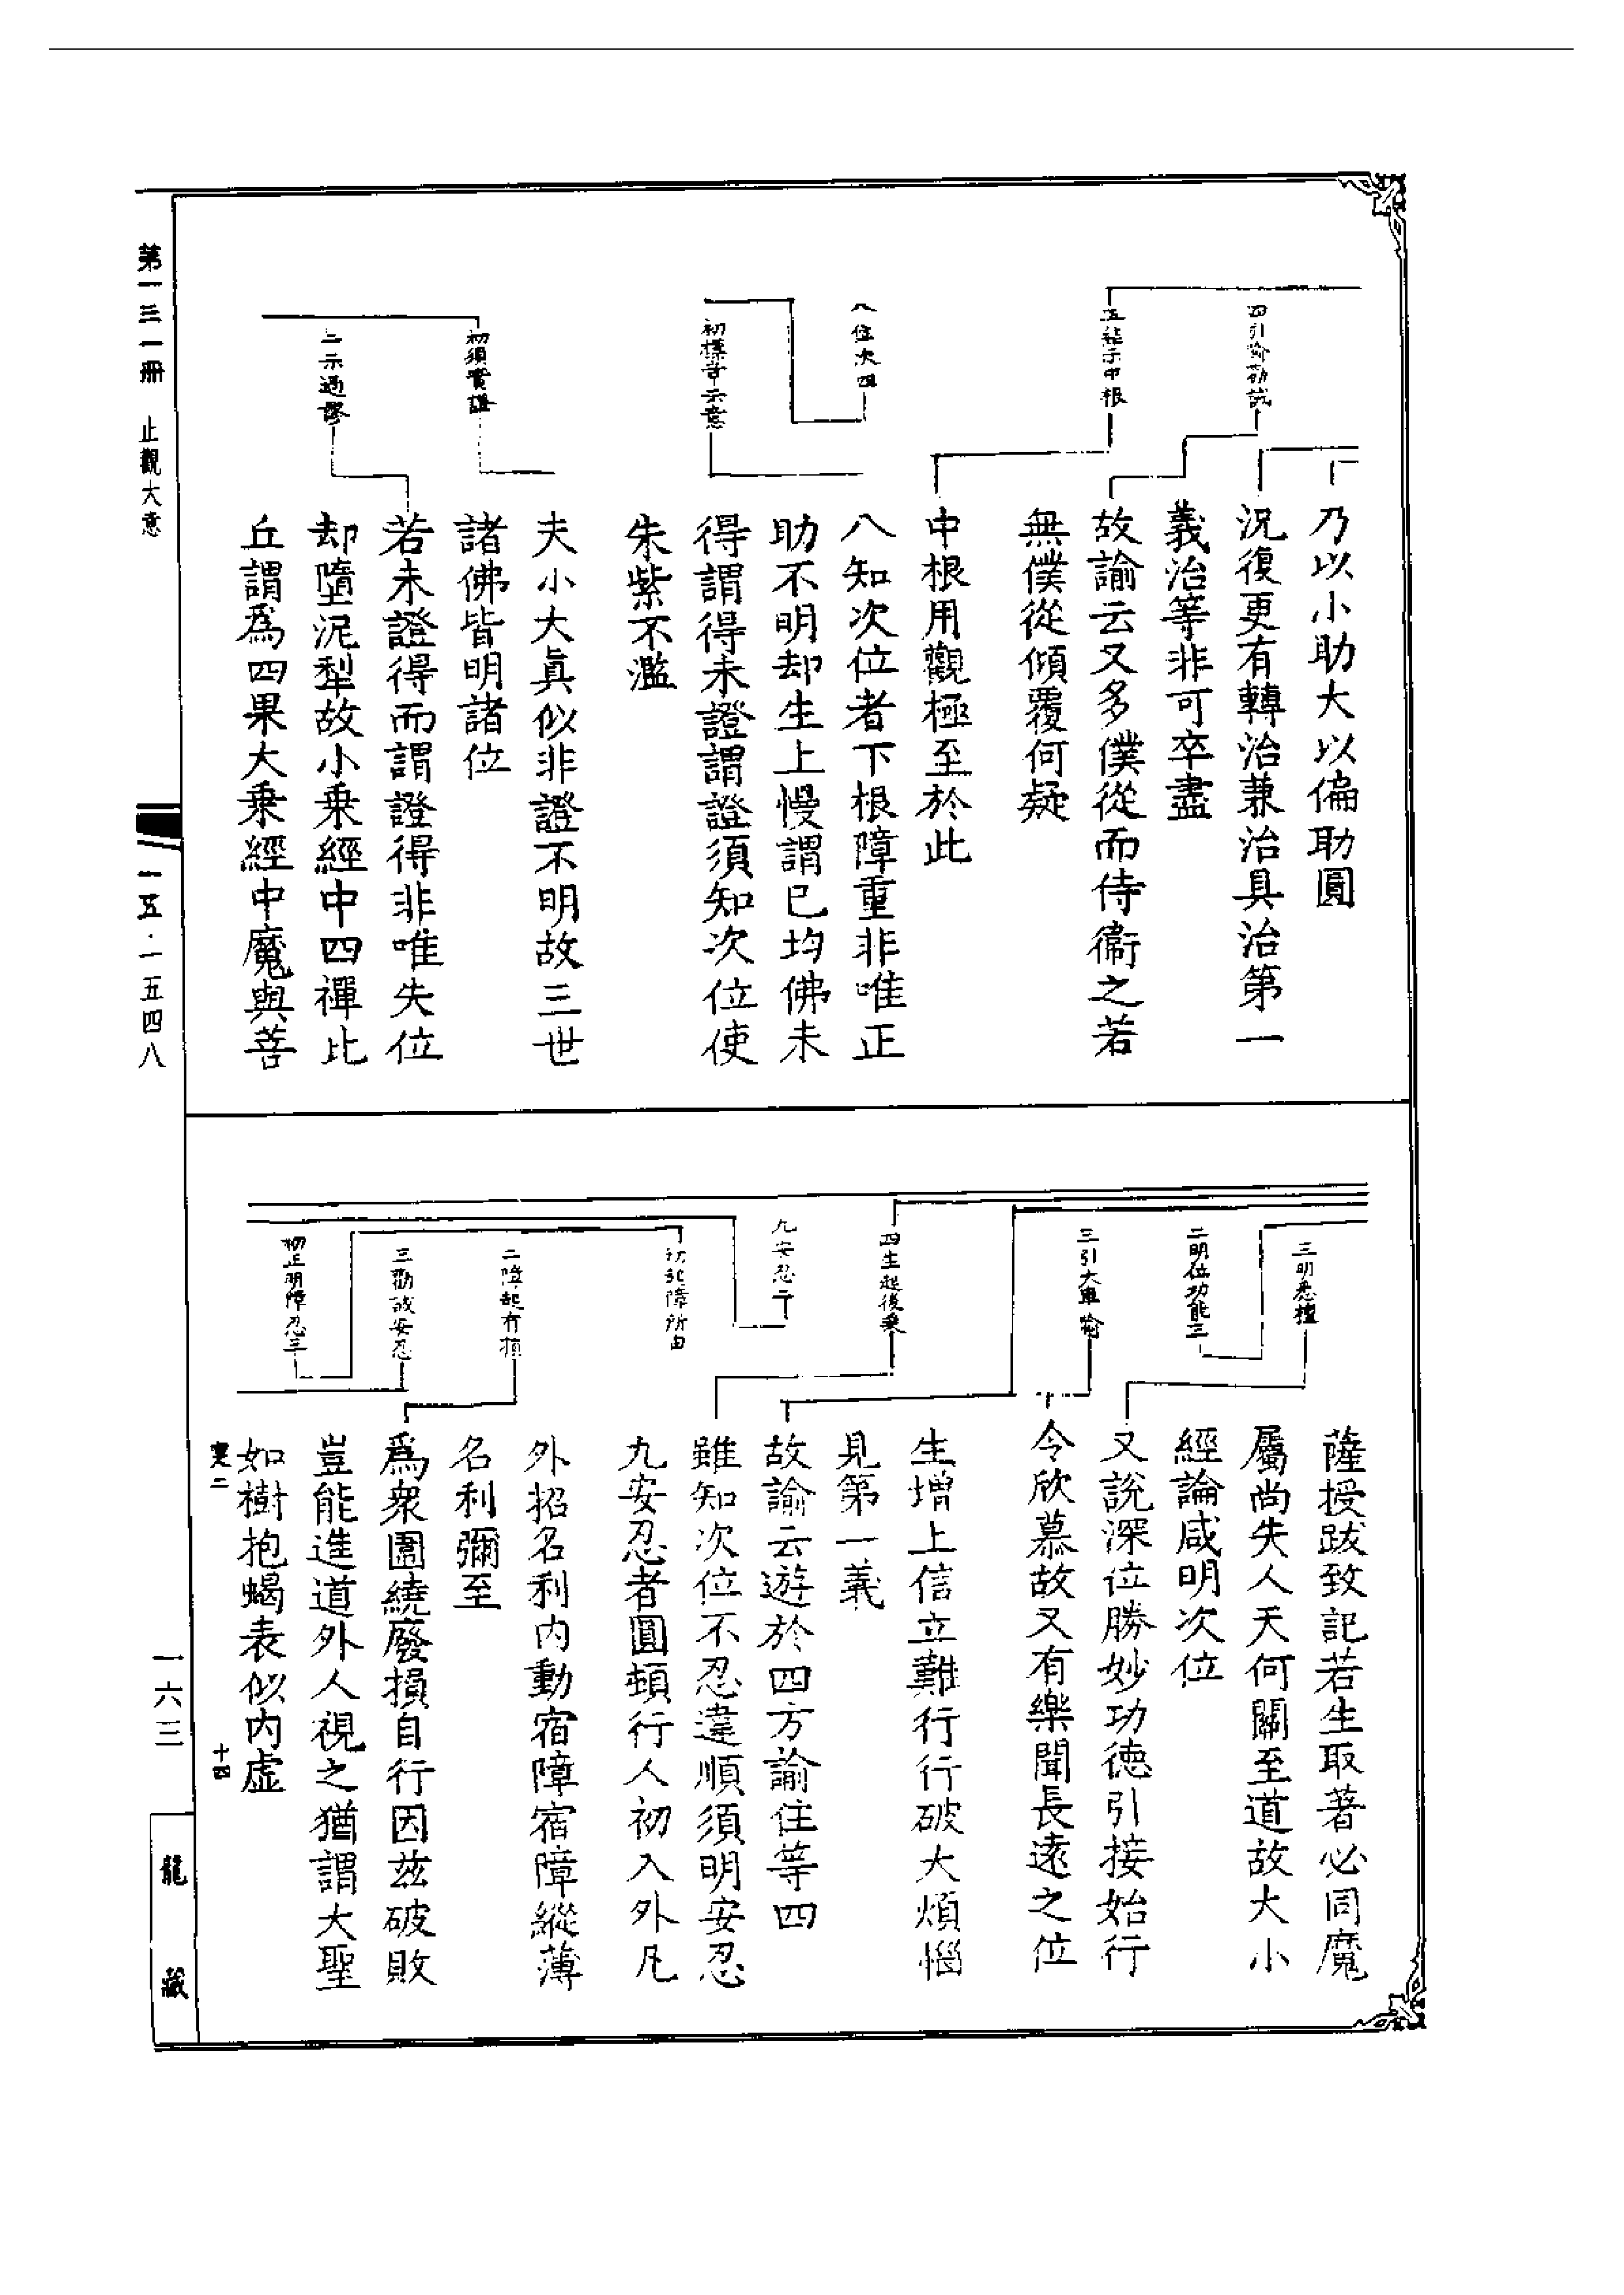 四引喻勸誡
五結示中根
八位次四
初標章示意
初須實證
二示過謬
乃以小助大以偏助圓
況復更有轉治兼治具治第一
義治等非可卒盡
故諭云又多僕從而侍衞之若
無僕從傾覆何疑
中根用觀極至於此
八知次位者下根障重非唯正
助不明却生上慢謂已均佛未
得謂得未證謂證須知次位使
朱紫不濫
夫小大眞似非證不明故三世
諸佛皆明諸位
若未證得而謂證得非唯失位
却墮泥犁故小乘經中四禪比
丘謂爲四果大乘經中魔與菩
三明悉檀
二明位功能三
三引大車喻
四生起後乘
九安忍二
初起障所由
二障起有損
三勸誡安忍
初正明障忍三
薩授跋致記若生取著必同魔
屬尚失人天何關至道故大小
經論咸明次位
又說深位勝妙功德引接始行
令欣慕故又有樂聞長遠之位
生增上信立難行行破大煩惱
見第一義
故諭云遊於四方諭住等四
雖知次位不忍違順須明安忍
九安忍者圓頓行人初入外凡
外招名利內動宿障宿障縱薄
名利彌至
爲衆圍繞廢損自行因茲破敗
豈能進道外人視之猶謂大聖
如樹抱蝎表似內虛
十四
第一三一册 止觀大意
一五·一五四八
一六三
龍藏